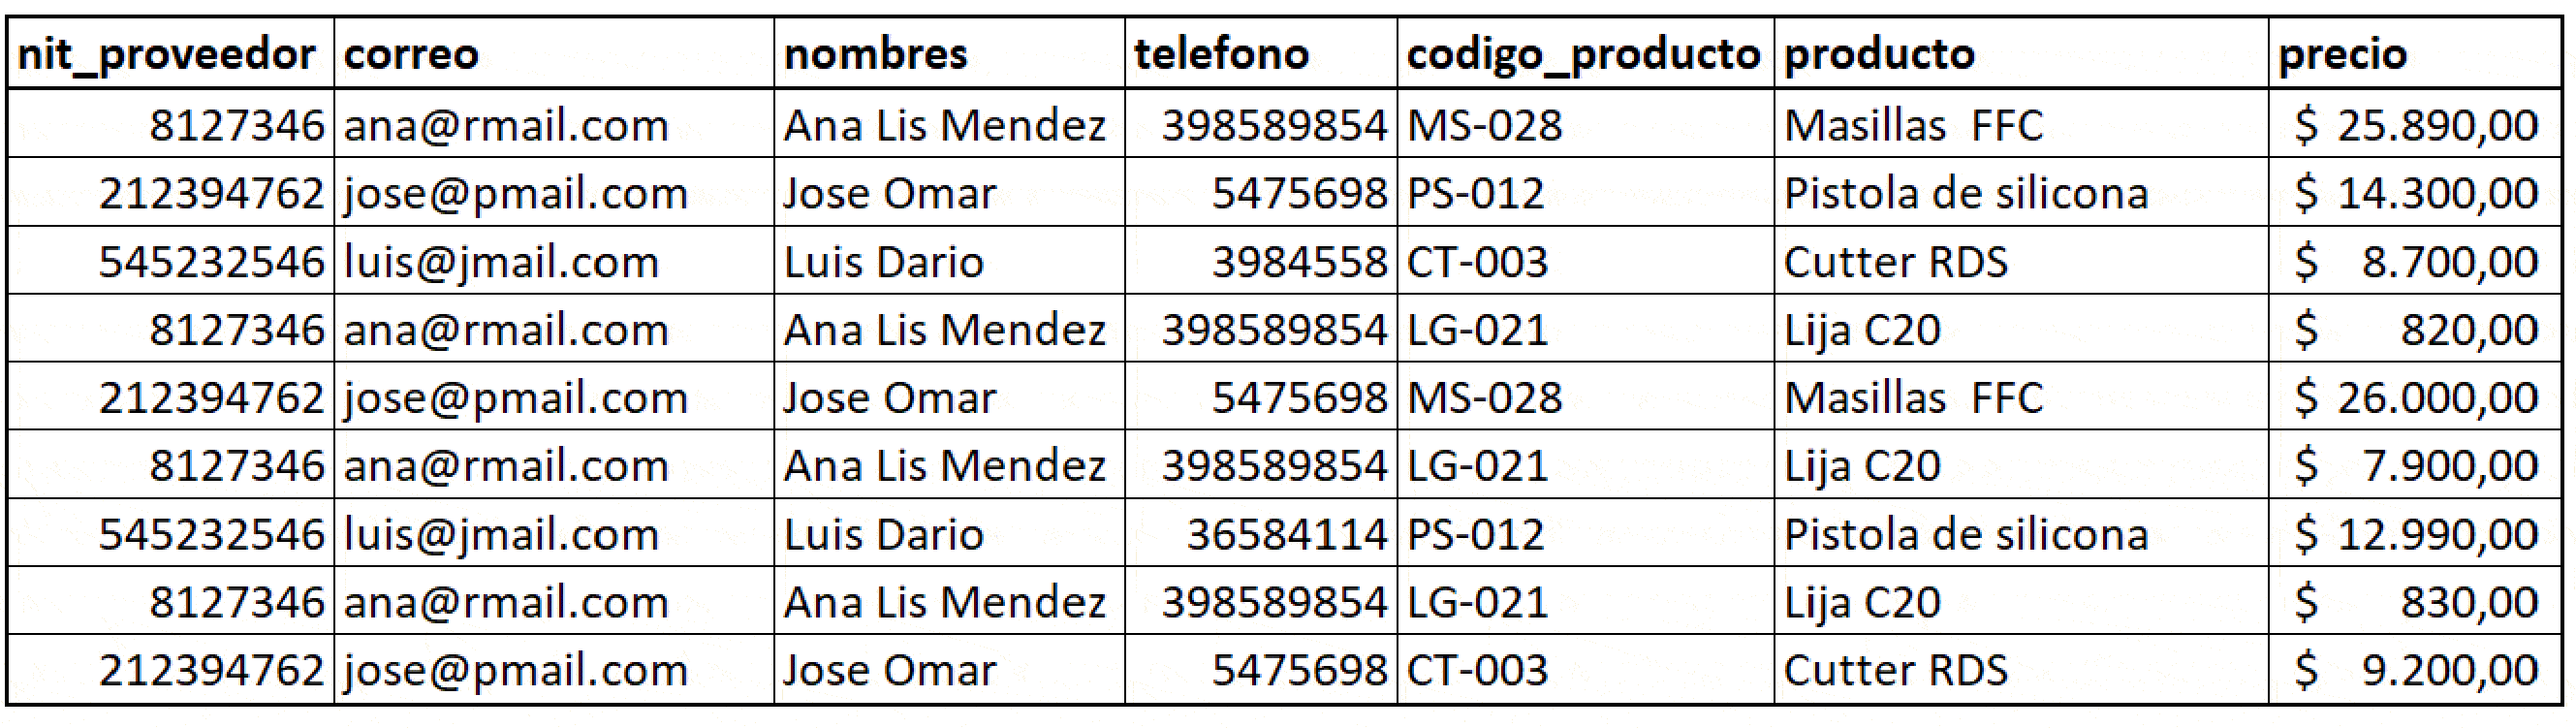 nit_proveedor correo nombres telefono codigo_producto producto precio
8127346 ana@rmail.com Ana Lis Mendez 398589854 MS-028 Masillas  FFC $ 25.890,00
212394762 jose@pmail.com Jose Omar 5475698 PS-012 Pistola de silicona $ 14.300,00
545232546 luis@jmail.com Luis Dario 3984558 CT-003 Cutter RDS $ 8.700,00
8127346 ana@rmail.com Ana Lis Mendez 398589854 LG-021 Lija C20 $ 820,00
212394762 jose@pmail.com Jose Omar 5475698 MS-028 Masillas  FFC $ 26.000,00
8127346 ana@rmail.com Ana Lis Mendez 398589854 LG-021 Lija C20 $ 7.900,00
545232546 luis@jmail.com Luis Dario 36584114 PS-012 Pistola de silicona $ 12.990,00
8127346 ana@rmail.com Ana Lis Mendez 398589854 LG-021 Lija C20 $ 830,00
212394762 jose@pmail.com Jose Omar 5475698 CT-003 Cutter RDS $ 9.200,00